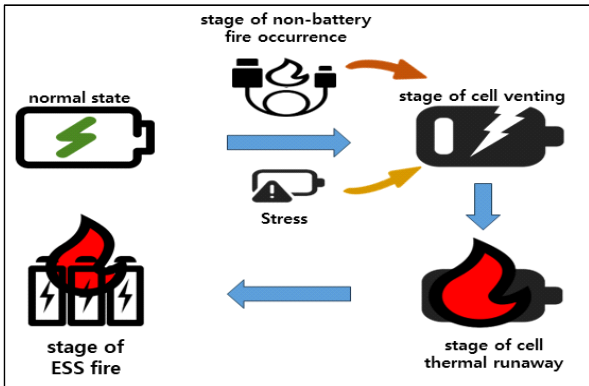 stage of non-battery
fire occurrence
normal state
stage of cell venting
Stress
stage of
ESS fire
stage of cell
thermal runaway